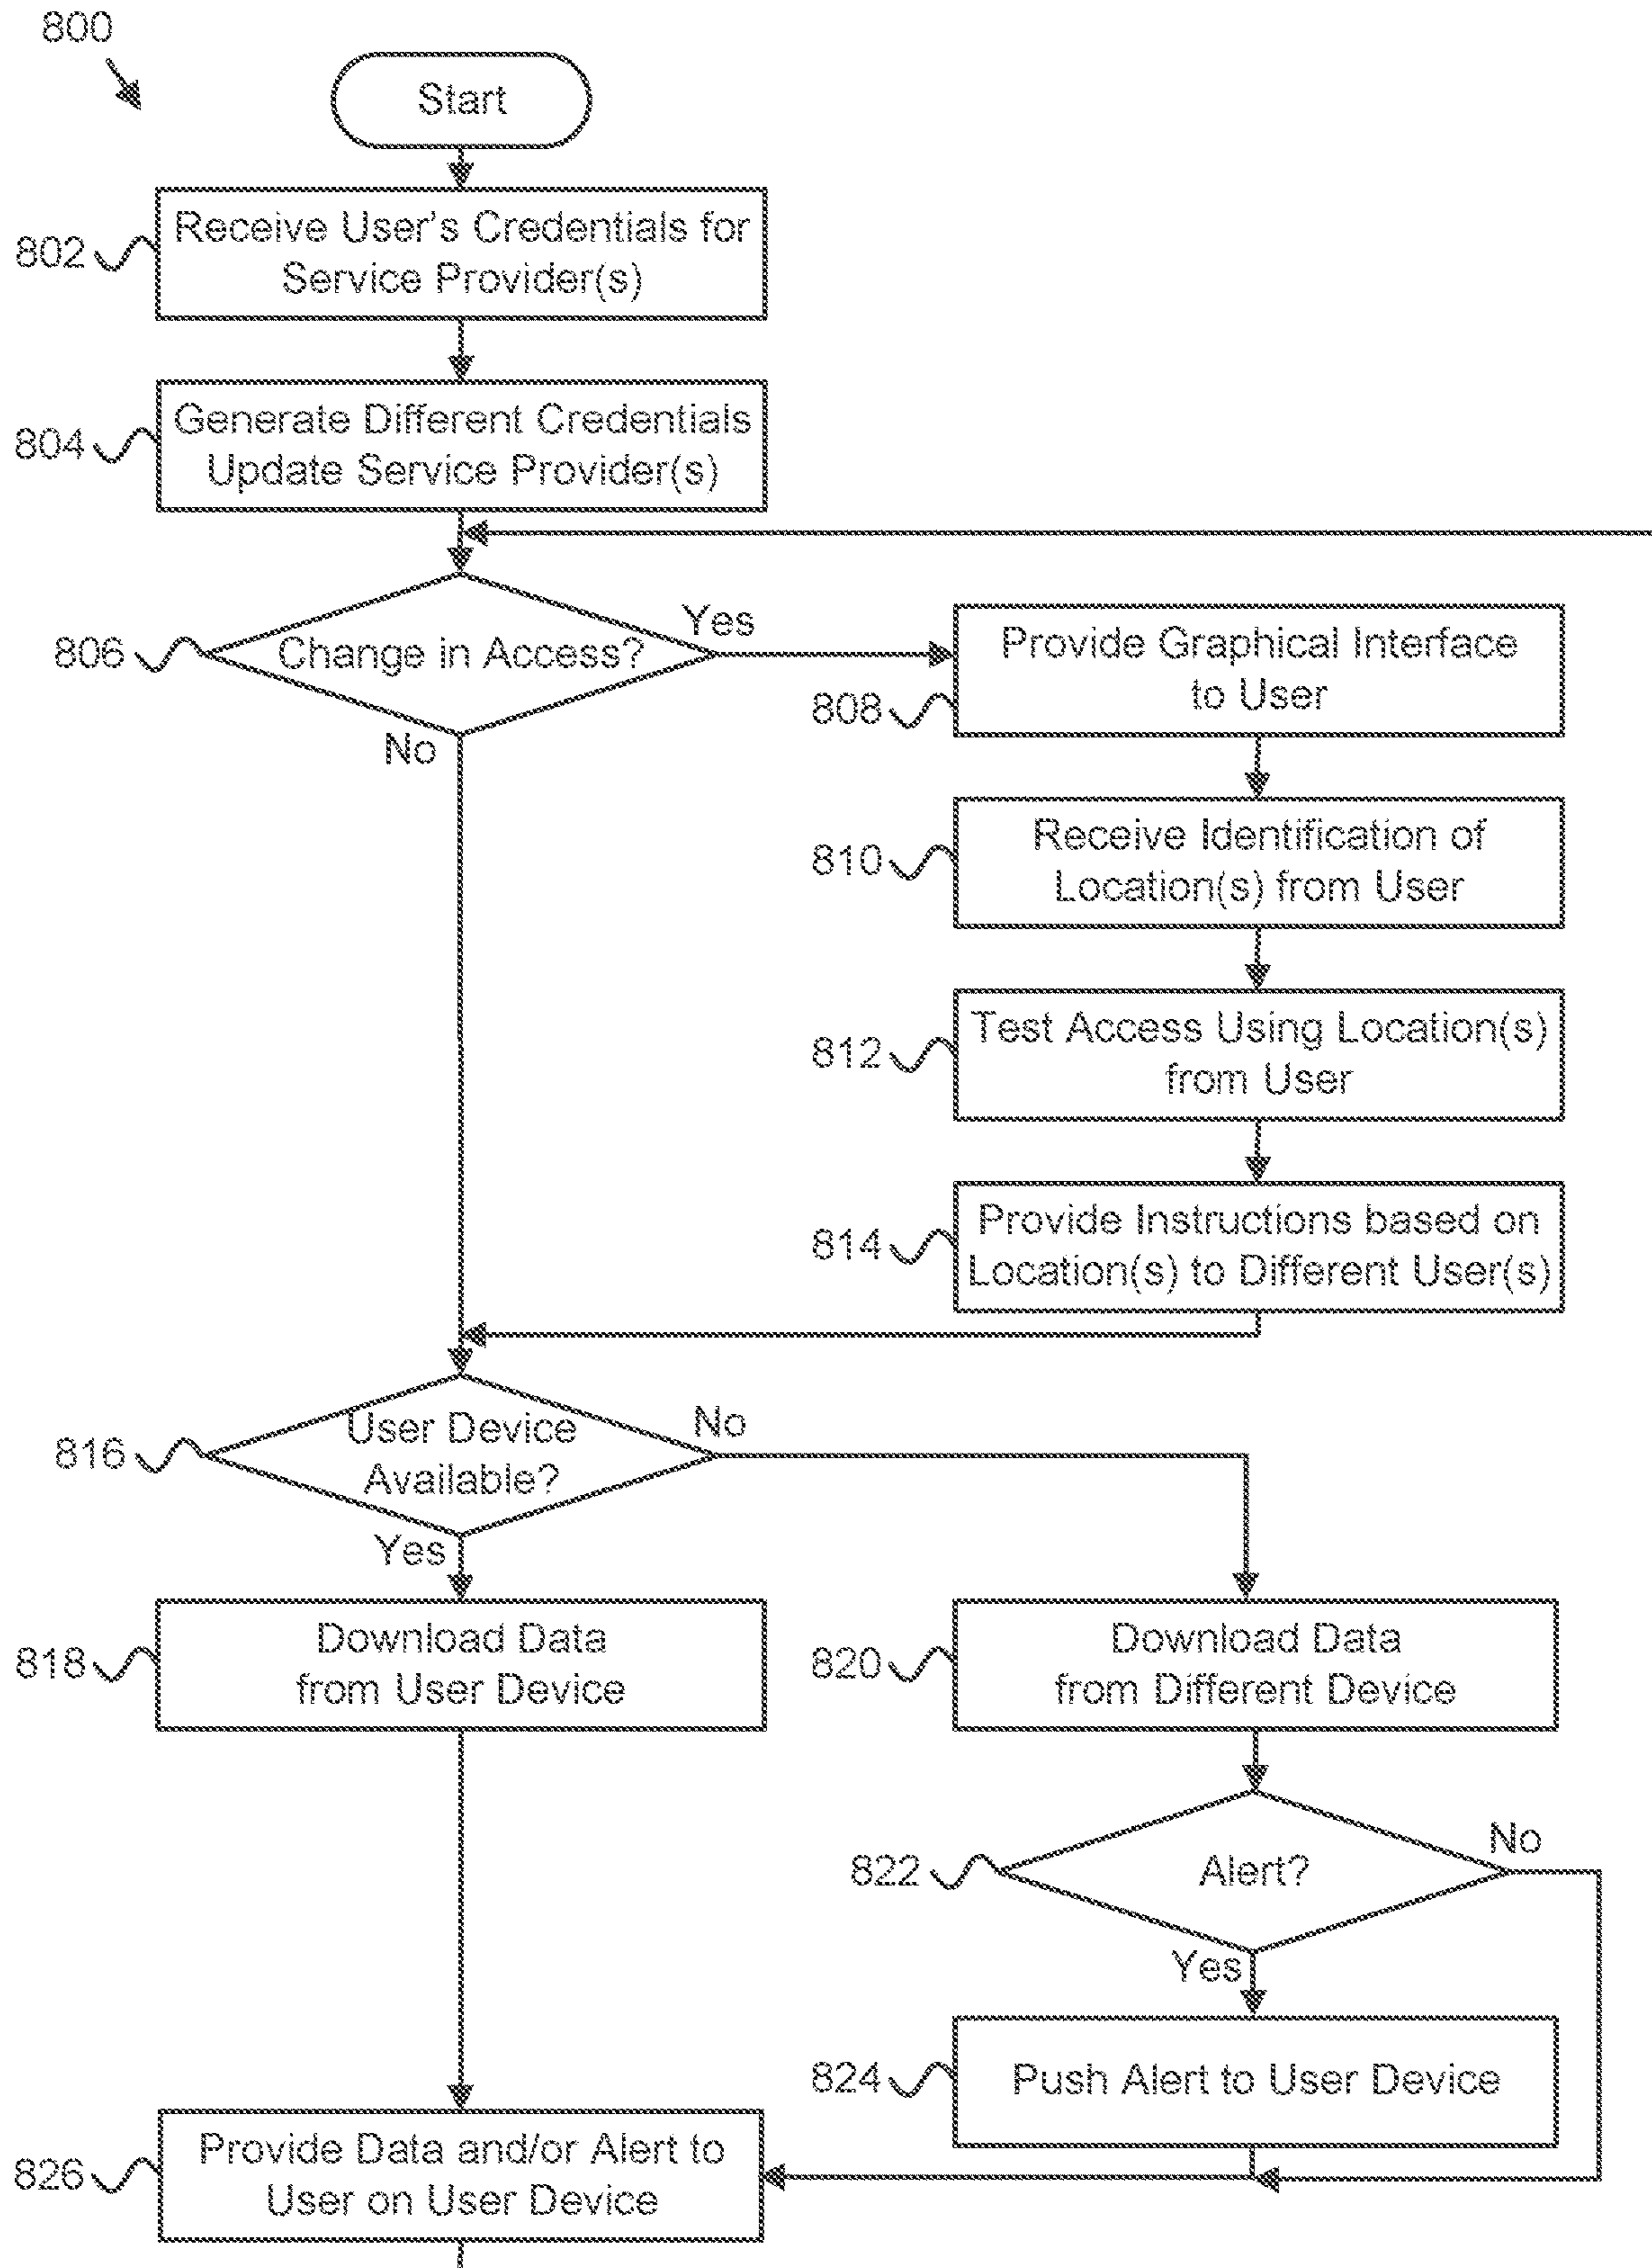 800
Start
802
Receive User's Credentials for
Service Provider(s)
804
Generate Different Credentials
Update Service Provider(s)
806
Change in Access?
Yes
No
808
Provide Graphical Interface
to User
810
Receive Identification of
Location(s) from User
812
Test Access Using Location(s)
from User
814
Provide Instructions based on
Location(s) to Different User(s)
816
User Device
Available?
No
Yes
818
Download Data
from User Device
820
Download Data
from Different Device
822
Alert?
No
Yes
824
Push Alert to User Device
826
Provide Data and/or Alert to
User on User Device